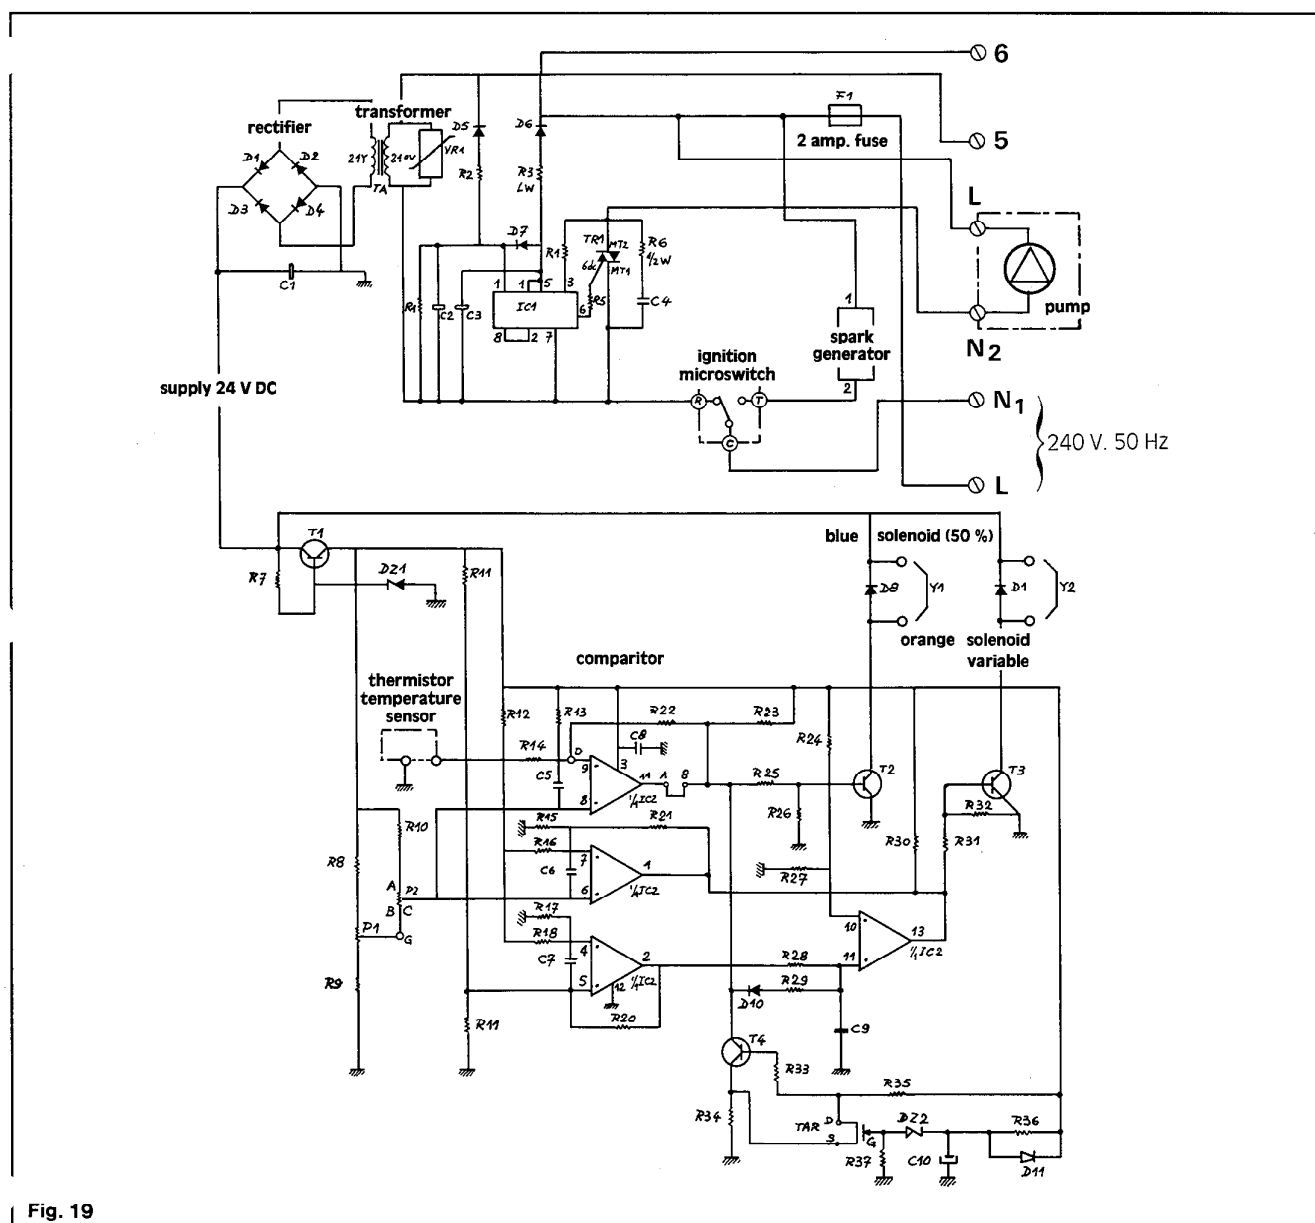 6
transformer
rectifier
D5
D6
F1
2 amp. fuse
5
D1
D2
21V
210V
VR1
TA
R2
R3
LW
D3
D4
L
D7
R1
TR1
MT2
MT1
R6
1/2 W
C1
1
1
5
3
R5
6
IC1
R1
C2
C3
8
2
7
C4
1
pump
spark
generator
2
N2
ignition
microswitch
supply 24 V DC
R
T
C
N1
240 V. 50 Hz
L
T1
blue
solenoid (50 %)
R7
DZ1
R11
D9
Y1
D1
Y2
orange
solenoid
variable
comparitor
thermistor
temperature
sensor
R12
R13
R22
R23
C8
R24
R14
D
9
3
C5
11
A
B
R25
T2
T3
8
1/4 IC2
R26
R32
R15
R21
R10
R16
R30
R31
R8
7
C6
1
R27
A
P2
6
1/4 IC2
B
C
R17
P1
G
R18
10
13
4
2
R28
11
1/4 IC2
C7
R9
5
12
1/4 IC2
R29
D10
R20
R11
C9
T4
R33
R35
R34
D
TAR
S
G
DZ2
R36
R37
C10
D11
Fig. 19